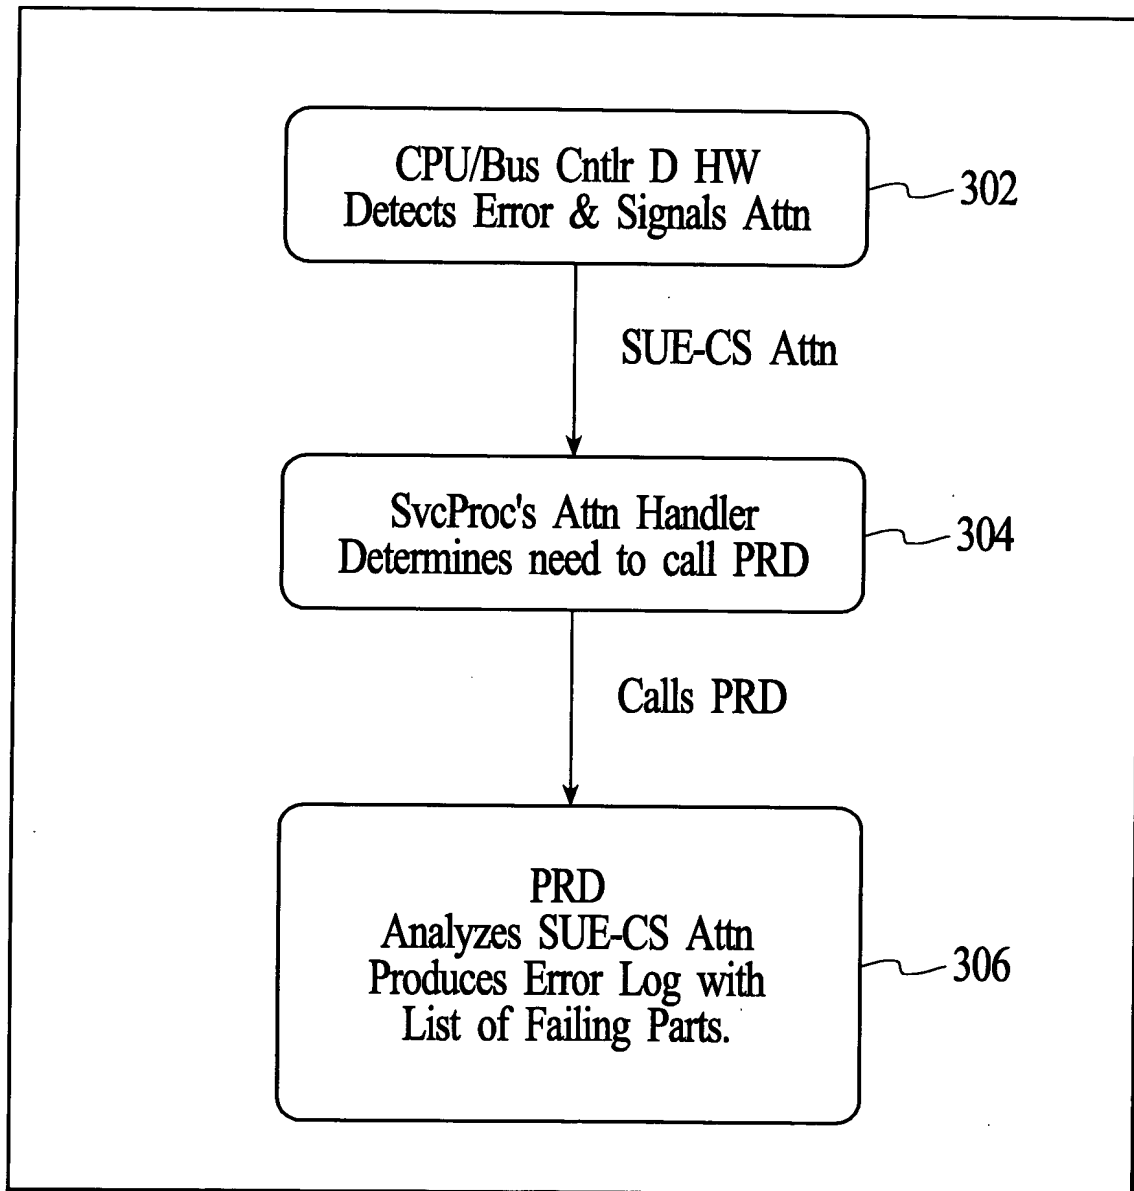 CPU/Bus Cntlr D HW
Detects Error & Signals Attn
302
SUE-CS Attn
SvcProc's Attn Handler
Determines need to call PRD
304
Calls PRD
PRD
Analyzes SUE-CS Attn
Produces Error Log with
List of Failing Parts.
306